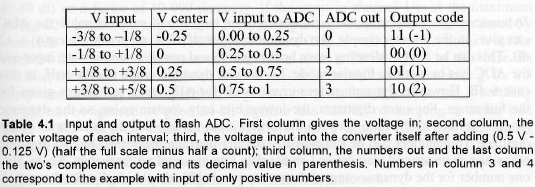 V input V center V input to ADC ADC out Output code
-3/8 to –1/8 -0.25 0.00 to 0.25 0 11 (-1)
-1/8 to +1/8 0 0.25 to 0.5 1 00 (0)
+1/8 to +3/8 0.25 0.5 to 0.75 2 01 (1)
+3/8 to +5/8 0.5 0.75 to 1 3 10 (2)
Table 4.1 Input and output to flash ADC. First column gives the voltage in; second column, the
center voltage of each interval; third, the voltage input into the converter itself after adding (0.5 V -
0.125 V) (half the full scale minus half a count); third column, the numbers out and the last column
the two's complement code and its decimal value in parenthesis. Numbers in column 3 and 4
correspond to the example with input of only positive numbers.